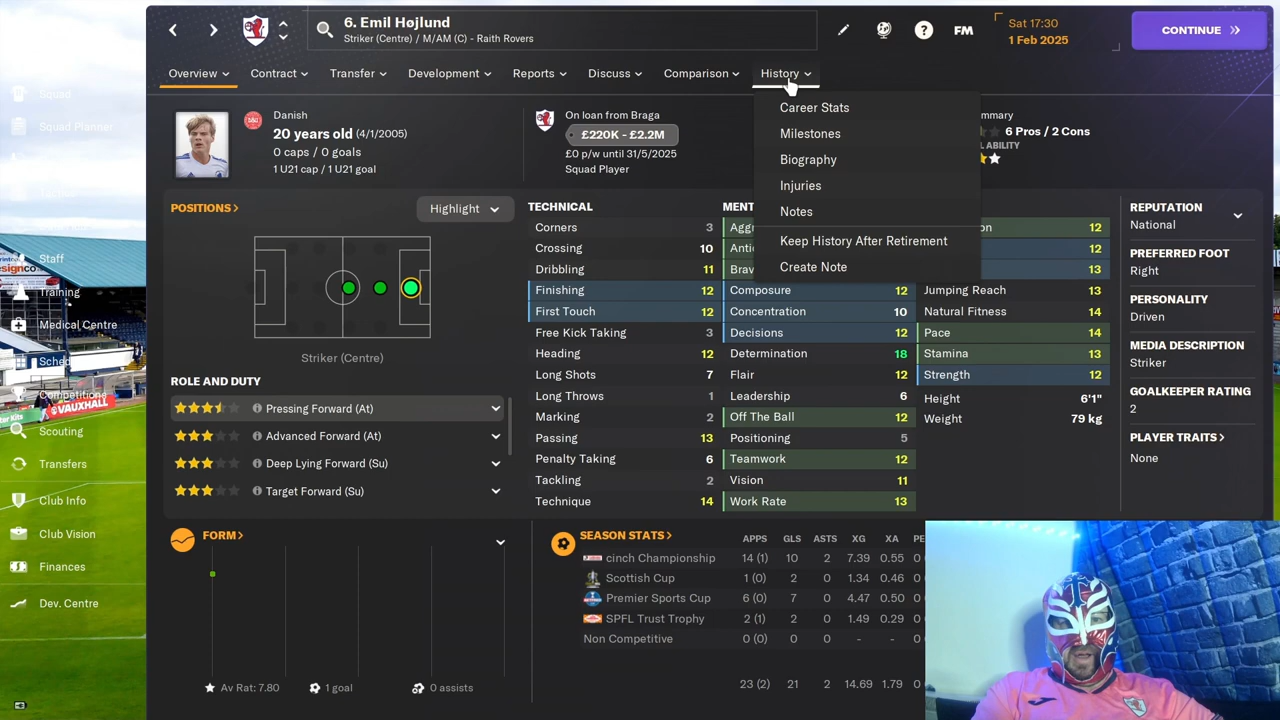 6. Emil Højlund
Striker (Centre) / M/AM (C) - Raith Rovers
FM
Sat 17:30
1 Feb 2025
CONTINUE
Overview
Contract
Transfer
Development
Reports
Discuss
Comparison
History
Career Stats
Milestones
Biography
Injuries
Notes
Keep History After Retirement
Create Note
Danish
20 years old (4/1/2005)
0 caps / 0 goals
1 U21 cap / 1 U21 goal
On loan from Braga
£220K - £2.2M
£0 p/w until 31/5/2025
Squad Player
6 Pros / 2 Cons
Squad
Squad Planner
Staff
Training
Medical Centre
Scouting
Transfers
Club Info
Club Vision
Finances
Dev. Centre
VAUXHALL
POSITIONS
Highlight
Striker (Centre)
ROLE AND DUTY
Pressing Forward (At)
Advanced Forward (At)
Deep Lying Forward (Su)
Target Forward (Su)
TECHNICAL
Corners 3
Crossing 10
Dribbling 11
Finishing 12
First Touch 12
Free Kick Taking 3
Heading 12
Long Shots 7
Long Throws 1
Marking 2
Passing 13
Penalty Taking 6
Tackling 2
Technique 14
Composure 12
Concentration 10
Decisions 12
Determination 18
Flair 12
Leadership 6
Off The Ball 12
Positioning 5
Teamwork 12
Vision 11
Work Rate 13
12
12
13
Jumping Reach 13
Natural Fitness 14
Pace 14
Stamina 13
Strength 12
Height 6'1"
Weight 79 kg
REPUTATION
National
PREFERRED FOOT
Right
PERSONALITY
Driven
MEDIA DESCRIPTION
Striker
GOALKEEPER RATING
2
PLAYER TRAITS
None
FORM
Av Rat: 7.80
1 goal
0 assists
SEASON STATS
APPS GLS ASTS XG XA
cinch Championship 14 (1) 10 2 7.39 0.55
Scottish Cup 1 (0) 2 0 1.34 0.46
Premier Sports Cup 6 (0) 7 0 4.47 0.50
SPFL Trust Trophy 2 (1) 2 0 1.49 0.29
Non Competitive 0 (0) 0 0 - -
23 (2) 21 2 14.69 1.79